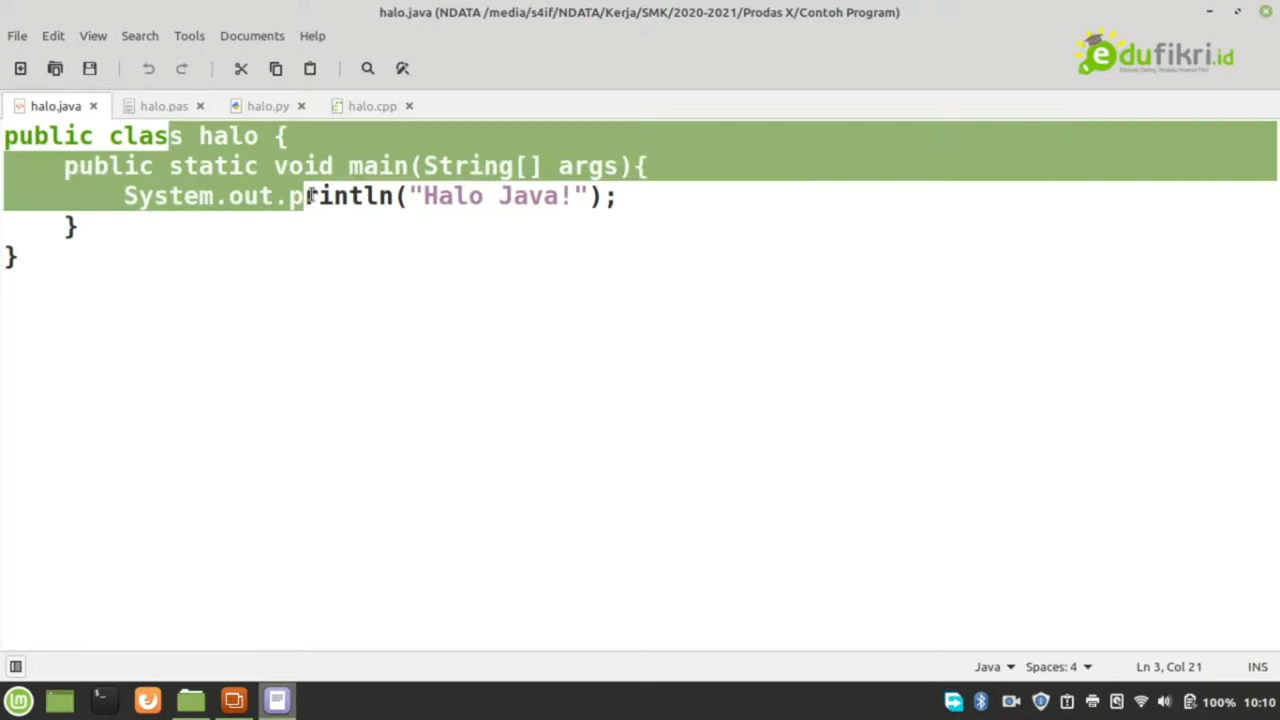 halo.java (NDATA /media/s4if/NDATA/Kerja/SMK/2020-2021/Prodas X/Contoh Program)
File Edit View Search Tools Documents Help
edufikri.id
halo.java halo.pas halo.py halo.cpp
public class halo {
public static void main(String[] args){
System.out.println("Halo Java!");
}
}
Java Spaces: 4 Ln 3, Col 21 INS
100% 10:10